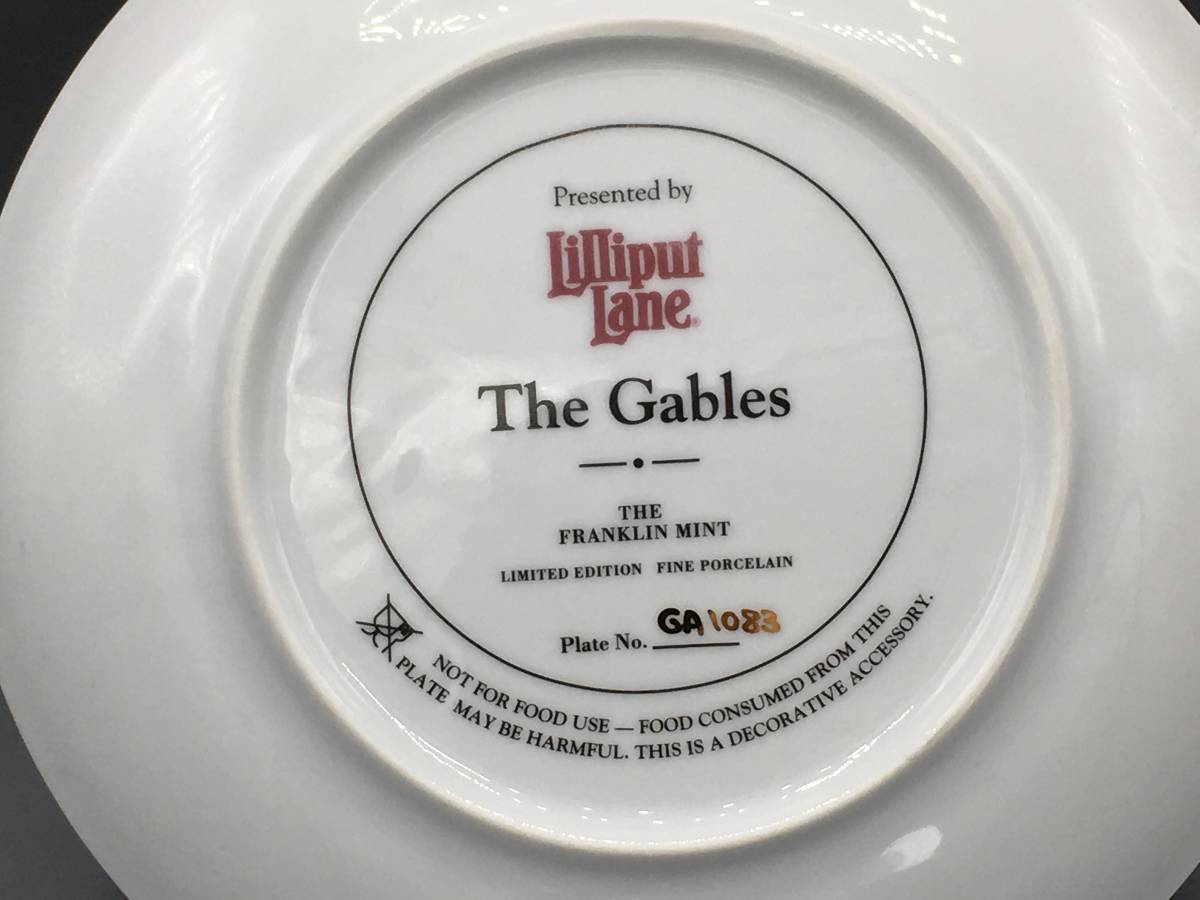 Presented by
Lilliput
Lane®
The Gables
THE
FRANKLIN MINT
LIMITED EDITION FINE PORCELAIN
Plate No. GA1083
NOT FOR FOOD USE — FOOD CONSUMED FROM THIS
PLATE MAY BE HARMFUL. THIS IS A DECORATIVE ACCESSORY.